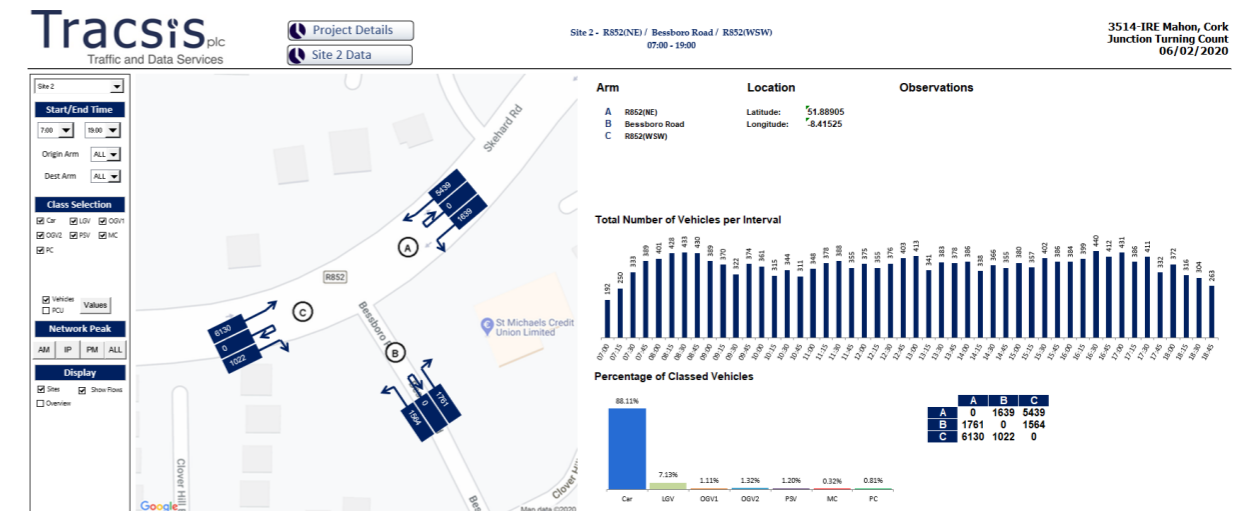 Tracsis plc
Traffic and Data Services
Project Details
Site 2 Data
Site 2 - R852(NE) / Bessboro Road / R852(WSW)
07:00 - 19:00
3514-IRE Mahon, Cork
Junction Turning Count
06/02/2020
Site 2
Start/End Time
7:00 19:00
Origin Arm ALL
Dest Arm ALL
Class Selection
Car LGV OGV1
OGV2 PSV MC
PC
Vehicles
PCU
Values
Network Peak
AM IP PM ALL
Display
Sites Show Flows
Overview
Skehard Rd
5439
0
1639
A
R852
C
6130
0
1022
Bessboro R
B
St Michaels Credit
Union Limited
1761
0
1564
Clover Hill
Bes
Clover Hi
Google
Map data ©2020
Arm Location Observations
A R852(NE) Latitude: 51.88905
B Bessboro Road Longitude: -8.41525
C R852(WSW)
Total Number of Vehicles per Interval
192 250 333 389 401 428 433 430 389 370 322 374 361 315 344 311 348 378 388 355 375 355 376 403 413 341 383 378 386 338 366 355 380 357 402 386 384 399 440 412 431 386 411 332 372 316 304 263
07:00 07:15 07:30 07:45 08:00 08:15 08:30 08:45 09:00 09:15 09:30 09:45 10:00 10:15 10:30 10:45 11:00 11:15 11:30 11:45 12:00 12:15 12:30 12:45 13:00 13:15 13:30 13:45 14:00 14:15 14:30 14:45 15:00 15:15 15:30 15:45 16:00 16:15 16:30 16:45 17:00 17:15 17:30 17:45 18:00 18:15 18:30 18:45
Percentage of Classed Vehicles
88.11% 7.13% 1.11% 1.32% 1.20% 0.32% 0.81%
Car LGV OGV1 OGV2 PSV MC PC
A B C
A 0 1639 5439
B 1761 0 1564
C 6130 1022 0